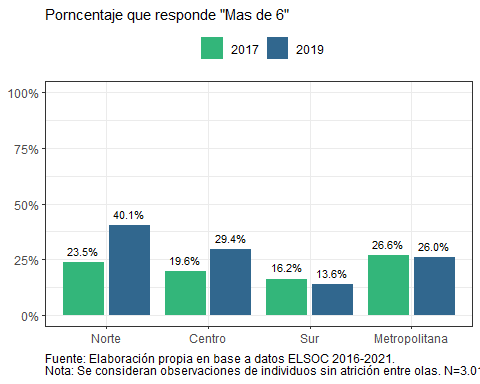 Porncentaje que responde "Mas de 6"
2017 2019
100%
75%
50%
25%
0%
23.5% 40.1% 19.6% 29.4% 16.2% 13.6% 26.6% 26.0%
Norte Centro Sur Metropolitana
Fuente: Elaboración propia en base a datos ELSOC 2016-2021.
Nota: Se consideran observaciones de individuos sin atrición entre olas. N=3.01